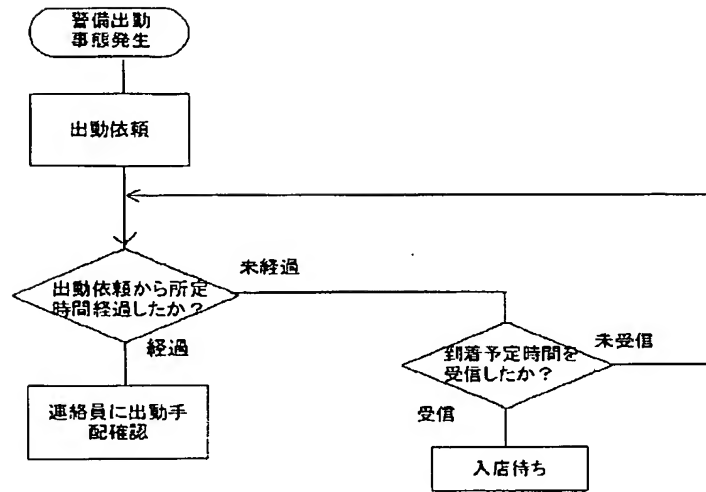 警備出動
事態発生
出動依頼
出動依頼から所定
時間経過したか？
未経過
経過
連絡員に出動手
配確認
到着予定時間を
受信したか？
未受信
受信
入店待ち